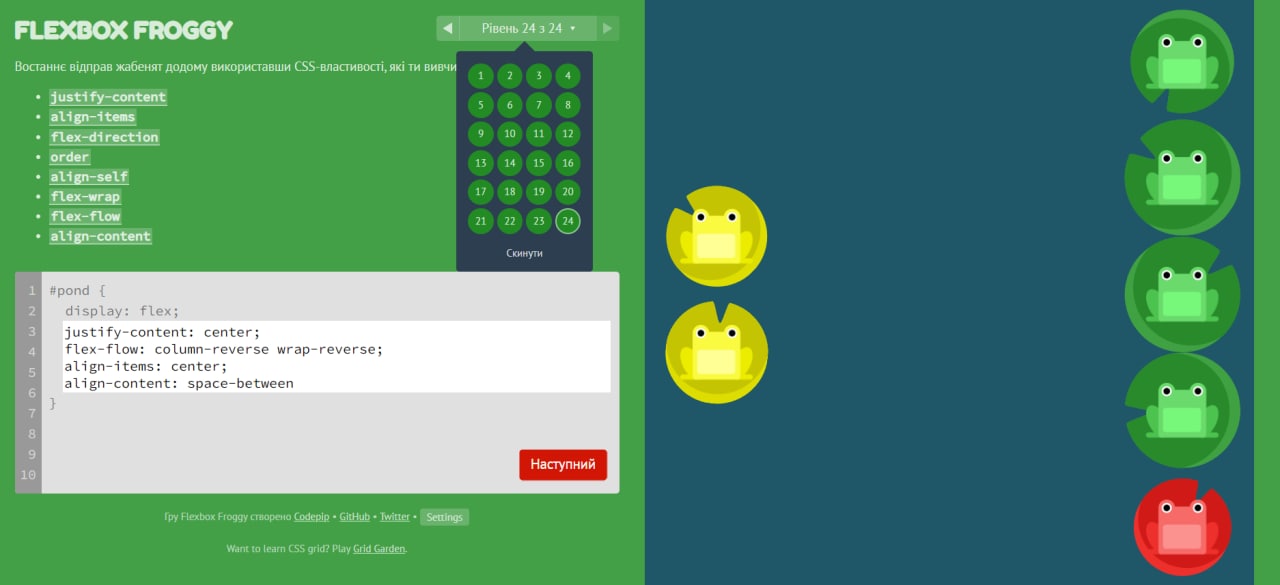 FLEXBOX FROGGY
◀ Рівень 24 з 24 ▾ ▶
Востаннє відправ жабенят додому використавши CSS-властивості, які ти
• justify-content
• align-items
• flex-direction
• order
• align-self
• flex-wrap
• flex-flow
• align-content
1 2 3 4
5 6 7 8
9 10 11 12
13 14 15 16
17 18 19 20
21 22 23 24
Скинути
1 #pond {
2 display: flex;
3 justify-content: center;
4 flex-flow: column-reverse wrap-reverse;
5 align-items: center;
6 align-content: space-between
7 }
8
9
10
Наступний
Гру Flexbox Froggy створено Codepip • GitHub • Twitter • Settings
Want to learn CSS grid? Play Grid Garden.